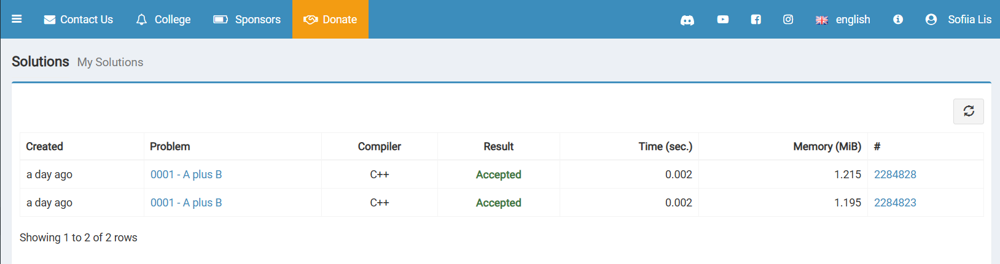 Contact Us College Sponsors Donate english Sofiia Lis
Solutions My Solutions
Created Problem Compiler Result Time (sec.) Memory (MiB) #
a day ago 0001 - A plus B C++ Accepted 0.002 1.215 2284828
a day ago 0001 - A plus B C++ Accepted 0.002 1.195 2284823
Showing 1 to 2 of 2 rows